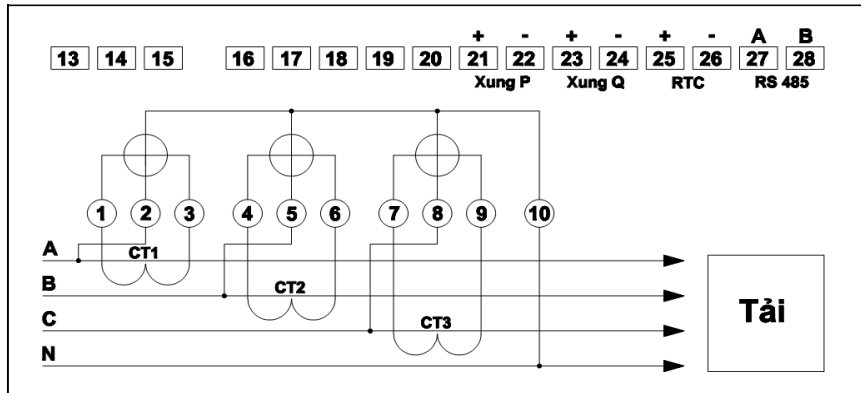 + - + - + - A B
13 14 15 16 17 18 19 20 21 22 23 24 25 26 27 28
Xung P Xung Q RTC RS 485
1 2 3 4 5 6 7 8 9 10
A CT1
B CT2
C CT3
N
Tải